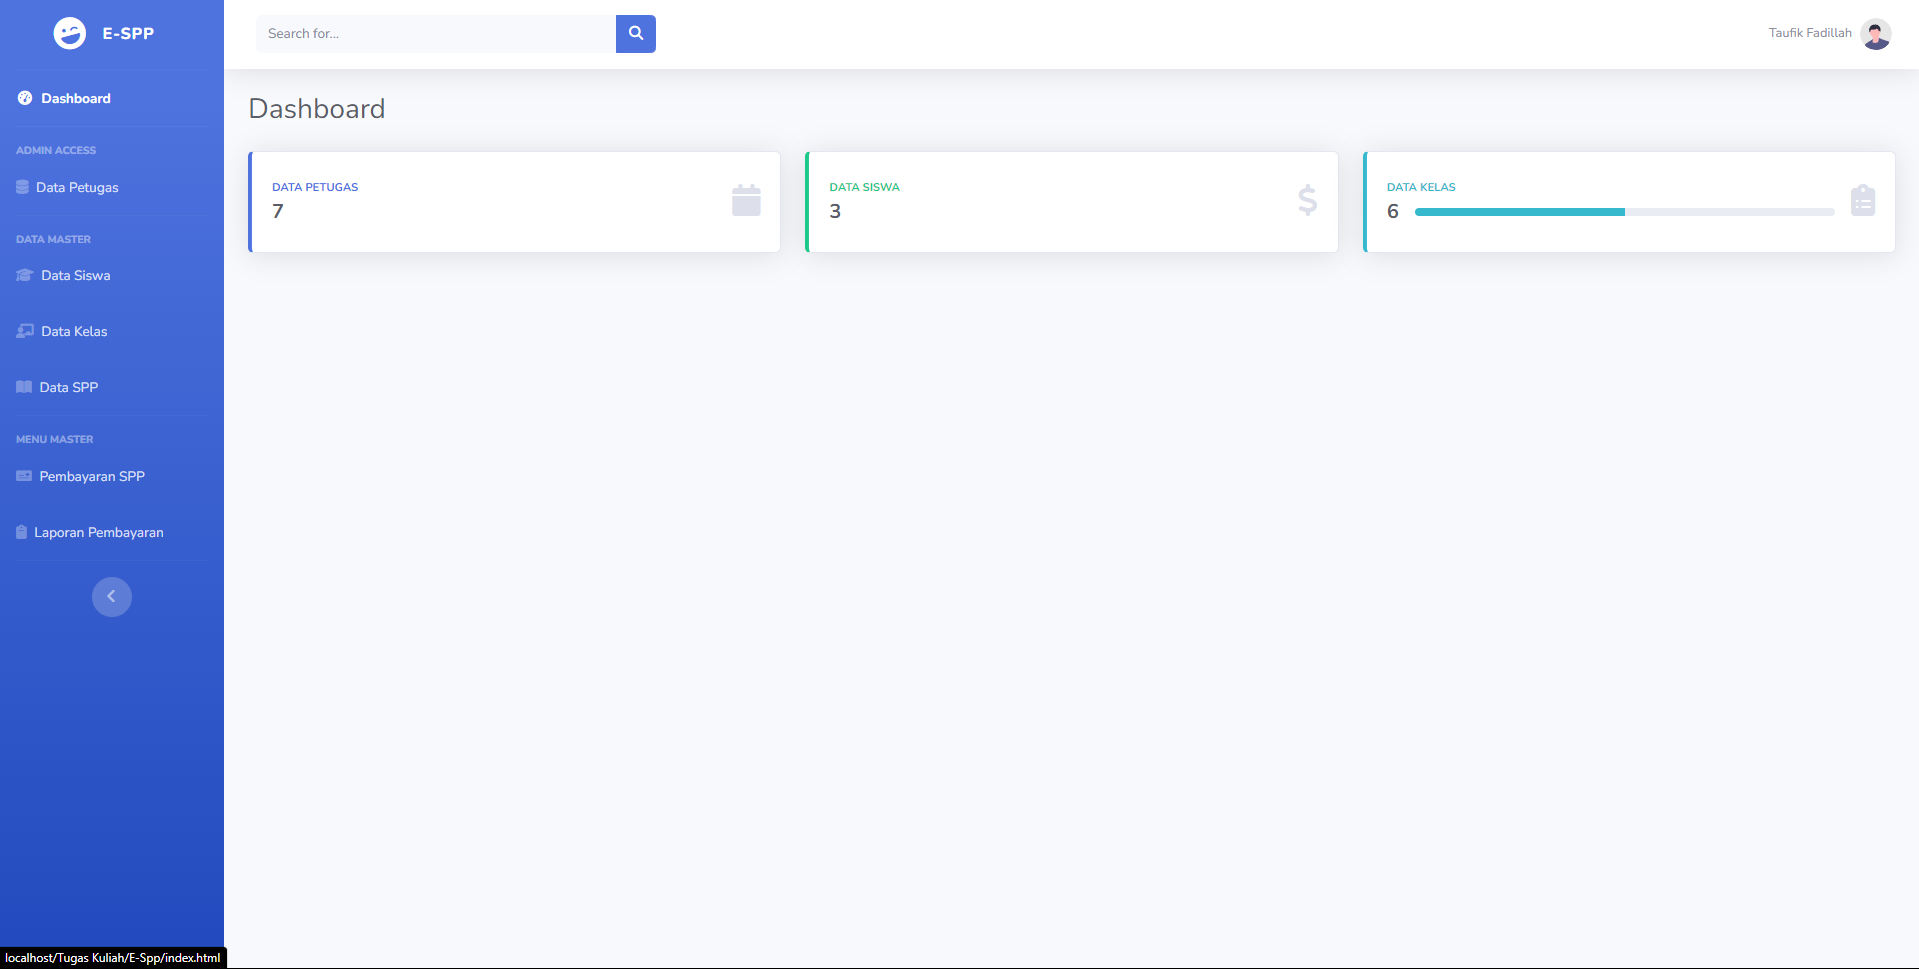 E-SPP
Search for...
Taufik Fadillah
Dashboard
ADMIN ACCESS
Data Petugas
DATA MASTER
Data Siswa
Data Kelas
Data SPP
MENU MASTER
Pembayaran SPP
Laporan Pembayaran
Dashboard
DATA PETUGAS
7
DATA SISWA
3
DATA KELAS
6
localhost/Tugas Kuliah/E-Spp/index.html